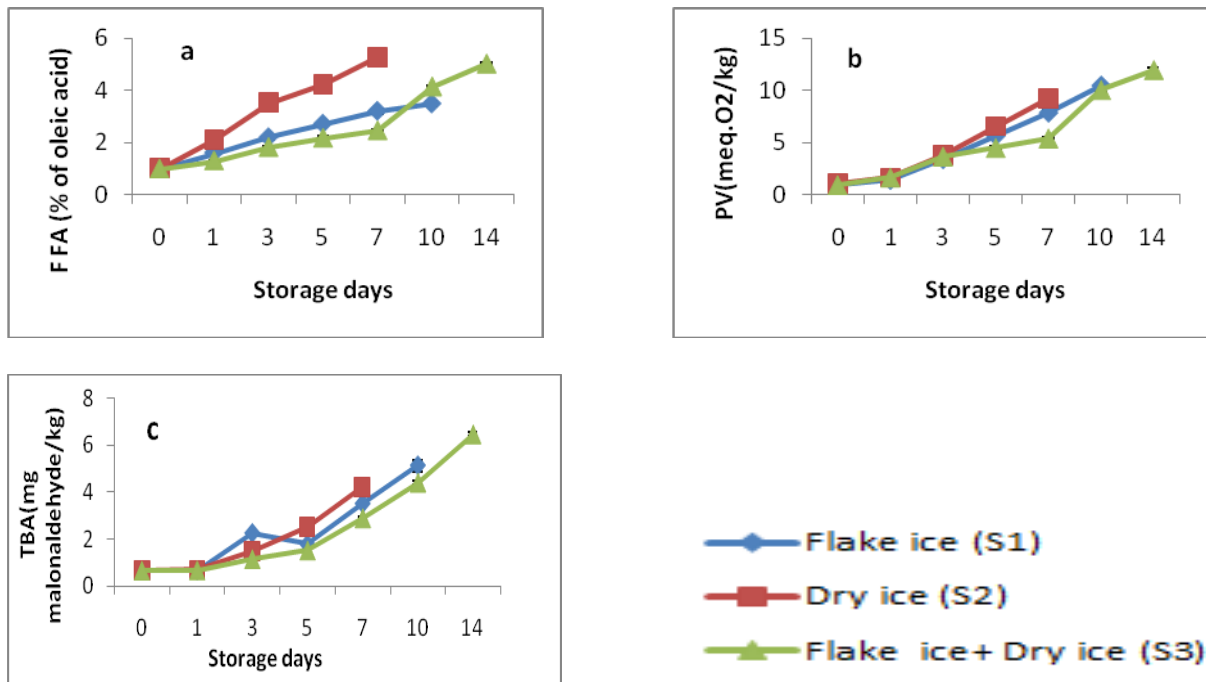 a
FFA (% of oleic acid)
6
4
2
0
0 1 3 5 7 10 14
Storage days
b
PV(meq.O2/kg)
15
10
5
0
0 1 3 5 7 10 14
Storage days
c
TBA(mg
malonaldehyde/kg)
8
6
4
2
0
0 1 3 5 7 10 14
Storage days
Flake ice (S1)
Dry ice (S2)
Flake ice+ Dry ice (S3)